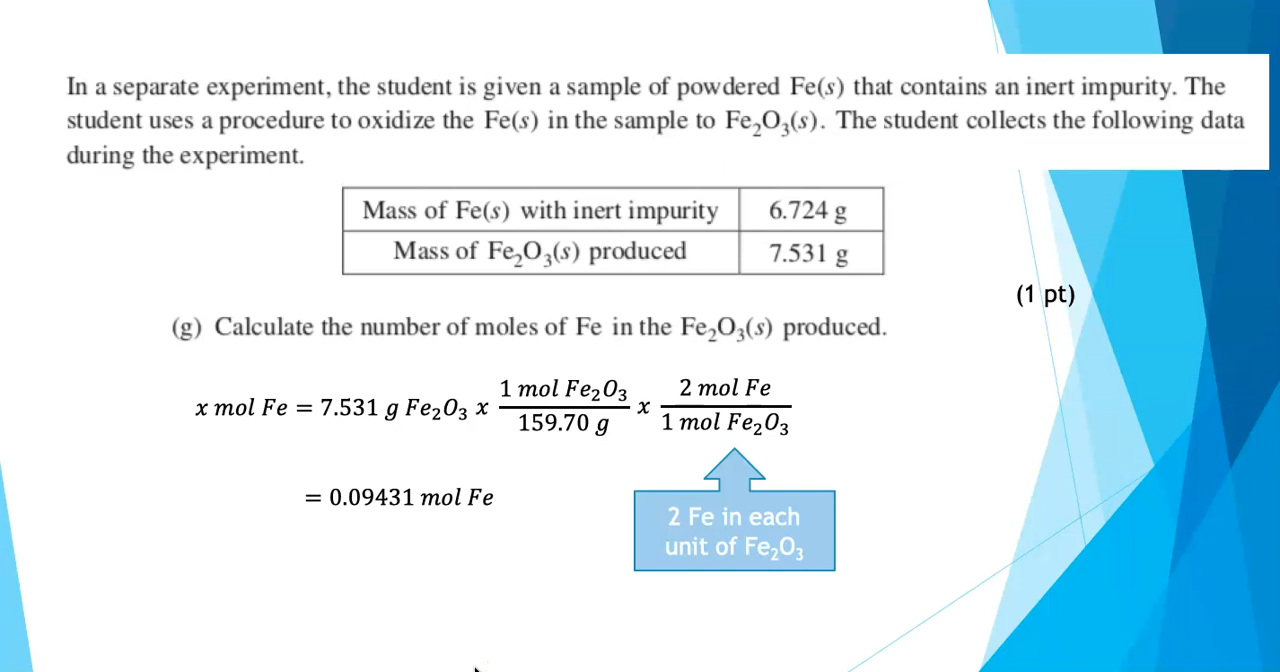 In a separate experiment, the student is given a sample of powdered Fe(s) that contains an inert impurity. The
student uses a procedure to oxidize the Fe(s) in the sample to Fe₂O₃(s). The student collects the following data
during the experiment.
Mass of Fe(s) with inert impurity 6.724 g
Mass of Fe₂O₃(s) produced 7.531 g
(1 pt)
(g) Calculate the number of moles of Fe in the Fe₂O₃(s) produced.
x mol Fe = 7.531 g Fe₂O₃ x 1 mol Fe₂O₃ / 159.70 g x 2 mol Fe / 1 mol Fe₂O₃
= 0.09431 mol Fe
2 Fe in each
unit of Fe₂O₃